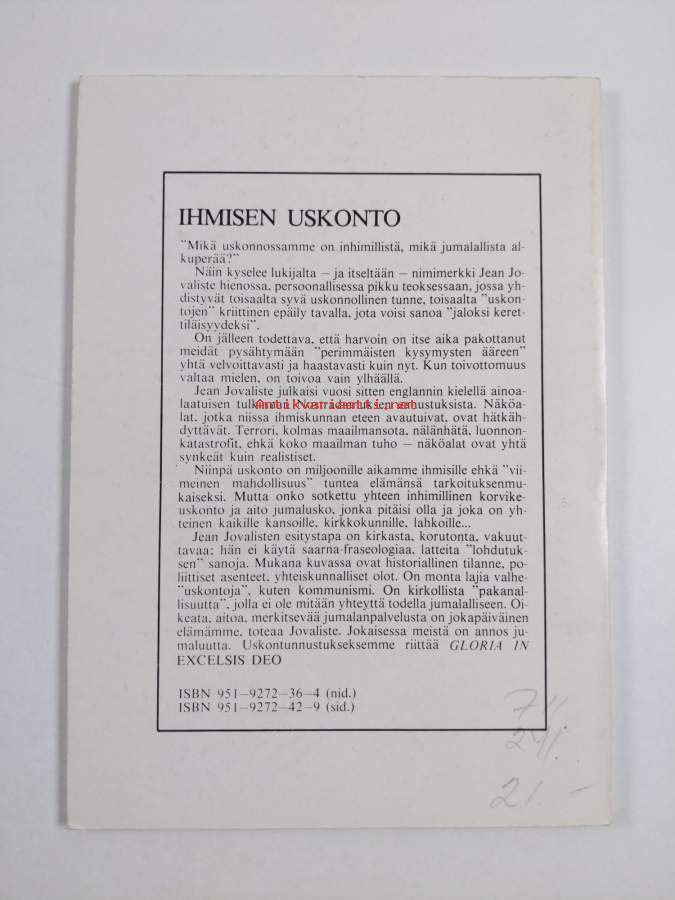 IHMISEN USKONTO
"Mikä uskonnossamme on inhimillistä, mikä jumalallista al-
kuperää?"
Näin kyselee lukijalta – ja itseltään – nimimerkki Jean Jo-
valiste hienossa, persoonallisessa pikku teoksessaan, jossa yh-
distyvät toisaalta syvä uskonnollinen tunne, toisaalta "uskon-
tojen" kriittinen epäily tavalla, jota voisi sanoa "jaloksi keret-
tiläisyydeksi".
On jälleen todettava, että harvoin on itse aika pakottanut
meidät pysähtymään "perimmäisten kysymysten ääreen"
yhtä velvoittavasti ja haastavasti kuin nyt. Kun toivottomuus
valtaa mielen, on toivoa vain ylhäällä.
Jean Jovaliste julkaisi vuosi sitten englannin kielellä ainoa-
laatuisen tulkinnan Nostradamuksen ennustuksista. Näköa-
Antikvariaatti.net
lat, jotka niissa ihmiskunnan eteen avautuivat, ovat hätkäh-
dyttävät. Terrori, kolmas maailmansota, nälänhätä, luonnon-
katastrofit, ehkä koko maailman tuho – näköalat ovat yhtä
synkeät kuin realistiset.
Niinpä uskonto on miljoonille aikamme ihmisille ehkä "vii-
meinen mahdollisuus" tuntea elämänsä tarkoituksenmu-
kaiseksi. Mutta onko sotkettu yhteen inhimillinen korvike-
uskonto ja aito jumalusko, jonka pitäisi olla ja joka on yh-
teinen kaikille kansoille, kirkkokunnille, lahkoille...
Jean Jovalisten esitystapa on kirkasta, korutonta, vakuut-
tavaa; hän ei käytä saarna-fraseologiaa, latteita "lohdutuk-
sen" sanoja. Mukana kuvassa ovat historiallinen tilanne, po-
liittiset asenteet, yhteiskunnalliset olot. On monta lajia valhe-
"uskontoja", kuten kommunismi. On kirkollista "pakanal-
lisuutta", jolla ei ole mitään yhteyttä todella jumalalliseen. Oi-
keata, aitoa, merkitsevää jumalanpalvelusta on jokapäiväinen
elämämme, toteaa Jovaliste. Jokaisessa meistä on annos ju-
maluutta. Uskontunnustukseksemme riittää GLORIA IN
EXCELSIS DEO
ISBN 951–9272–36–4 (nid.)
ISBN 951–9272–42–9 (sid.)
21.–